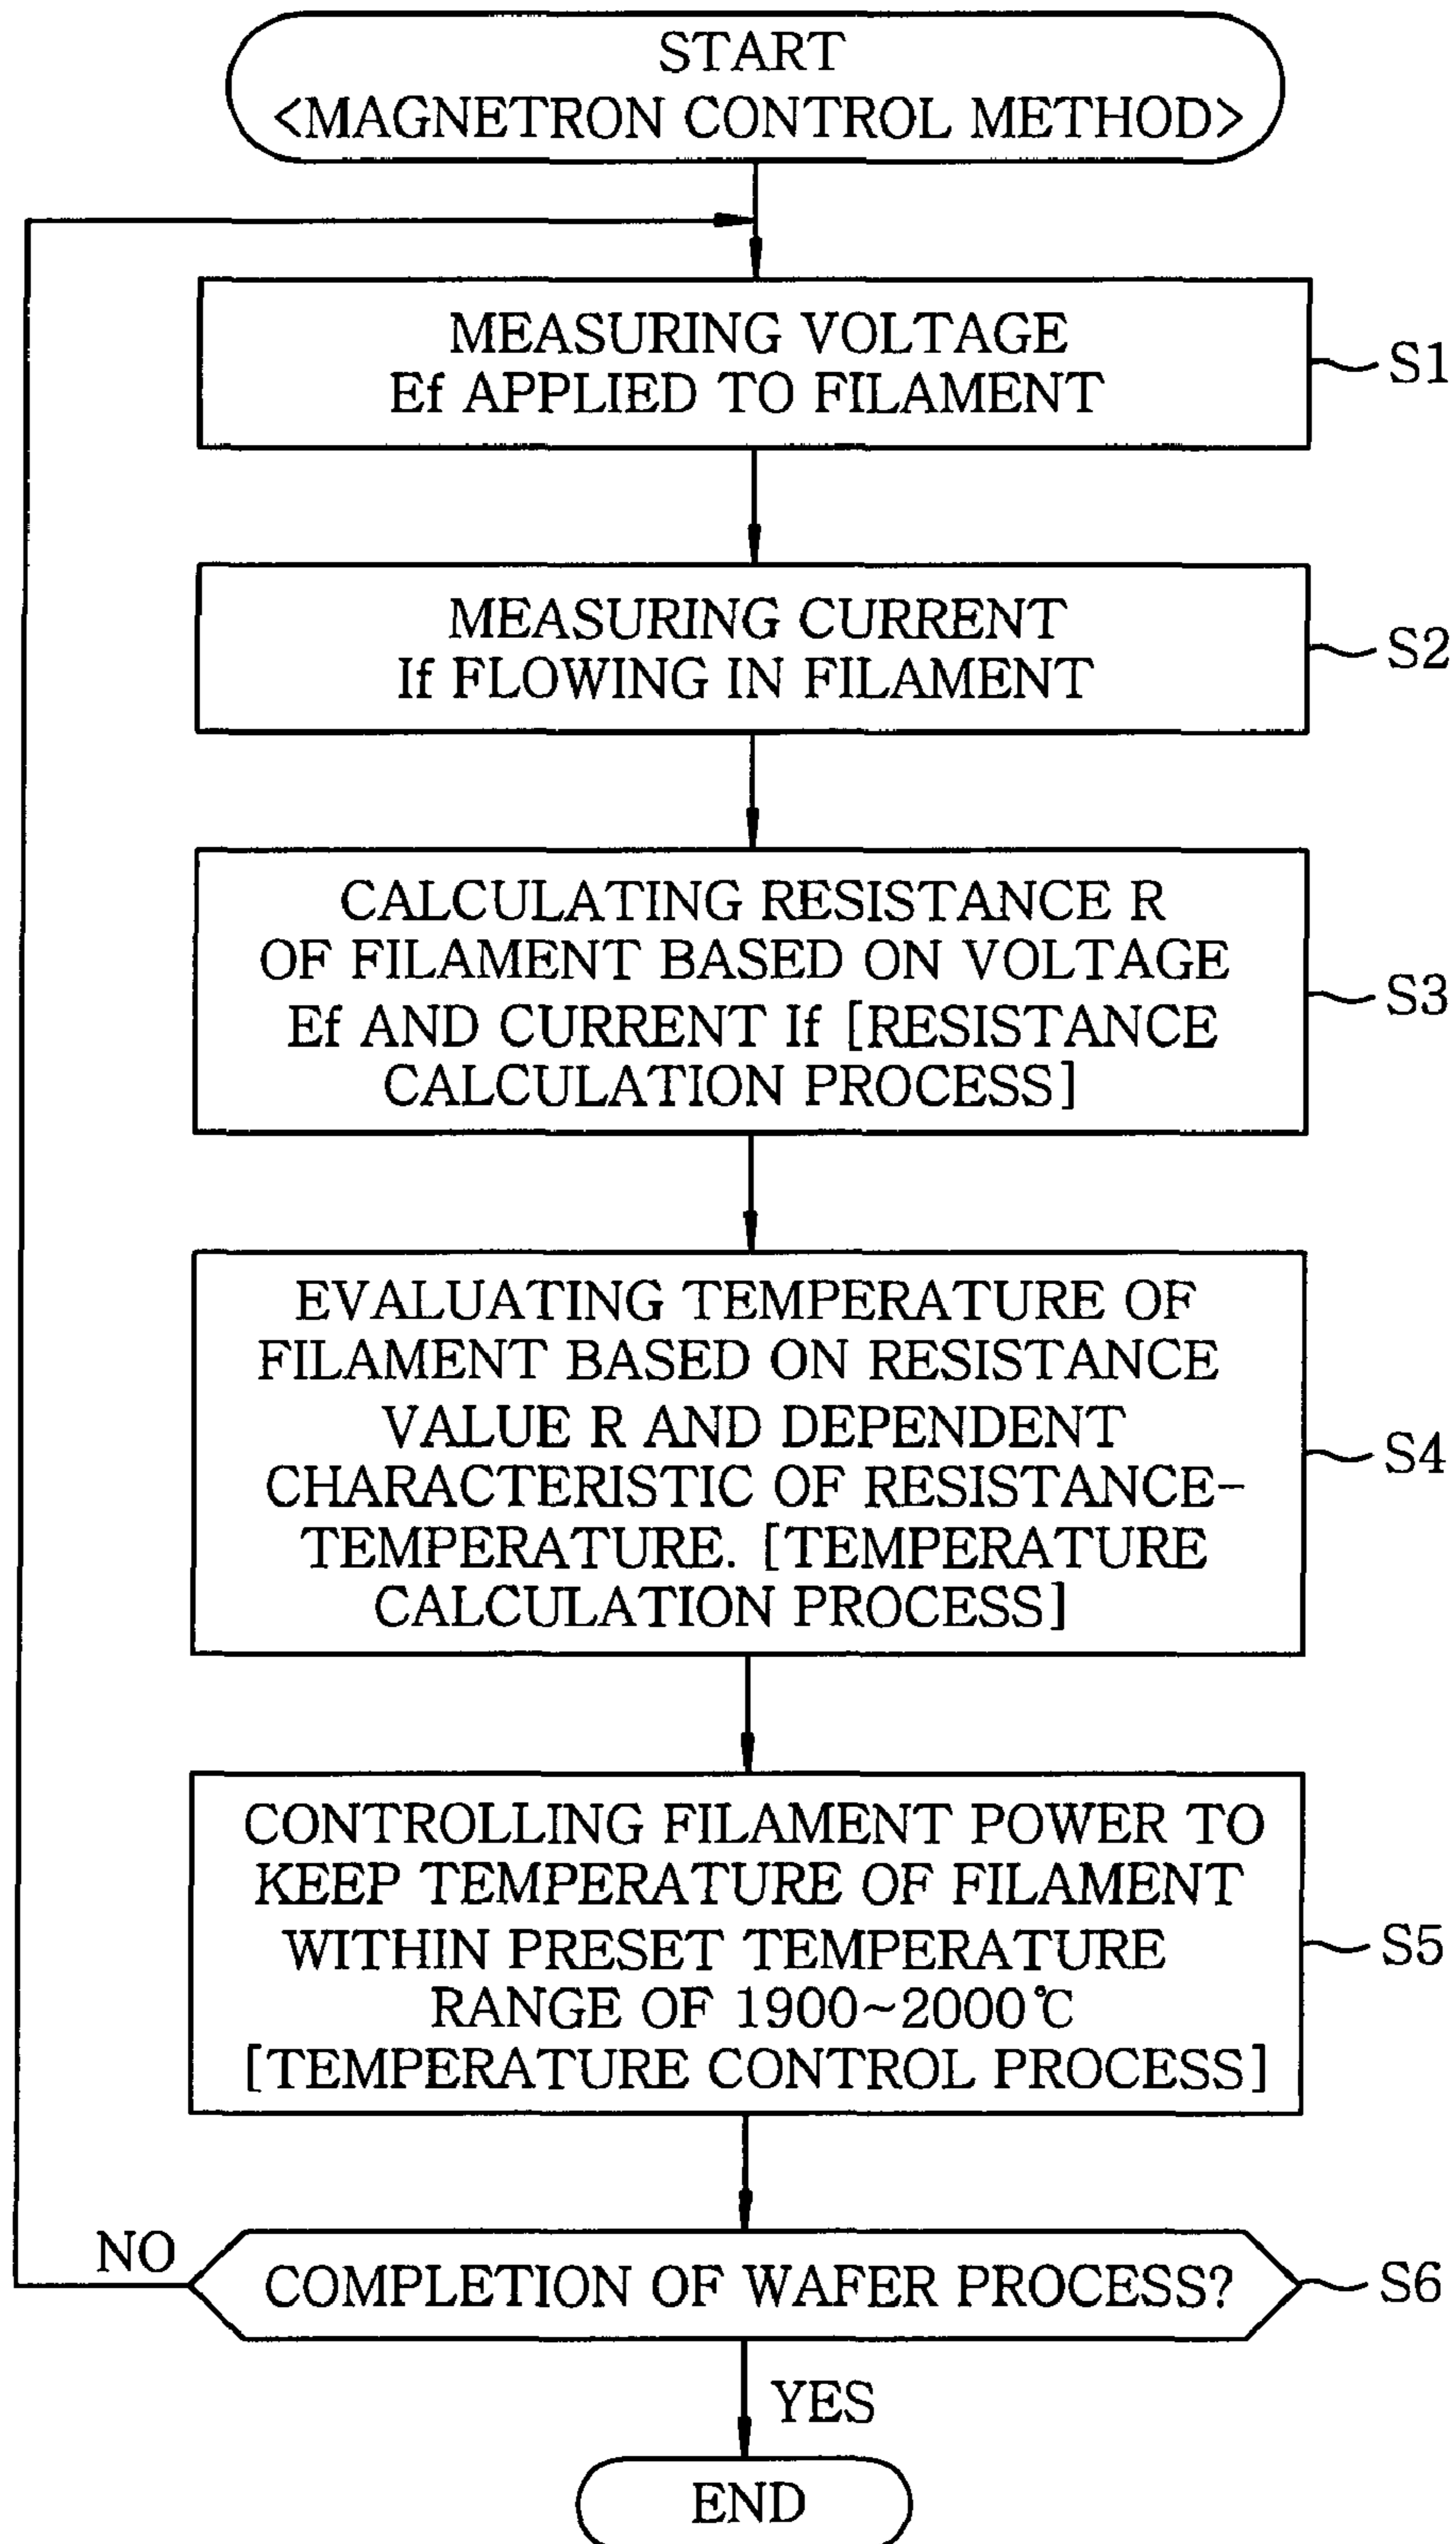 START
<MAGNETRON CONTROL METHOD>
MEASURING VOLTAGE
Ef APPLIED TO FILAMENT
S1
MEASURING CURRENT
If FLOWING IN FILAMENT
S2
CALCULATING RESISTANCE R
OF FILAMENT BASED ON VOLTAGE
Ef AND CURRENT If [RESISTANCE
CALCULATION PROCESS]
S3
EVALUATING TEMPERATURE OF
FILAMENT BASED ON RESISTANCE
VALUE R AND DEPENDENT
CHARACTERISTIC OF RESISTANCE-
TEMPERATURE. [TEMPERATURE
CALCULATION PROCESS]
S4
CONTROLLING FILAMENT POWER TO
KEEP TEMPERATURE OF FILAMENT
WITHIN PRESET TEMPERATURE
RANGE OF 1900~2000℃
[TEMPERATURE CONTROL PROCESS]
S5
NO
COMPLETION OF WAFER PROCESS?
S6
YES
END